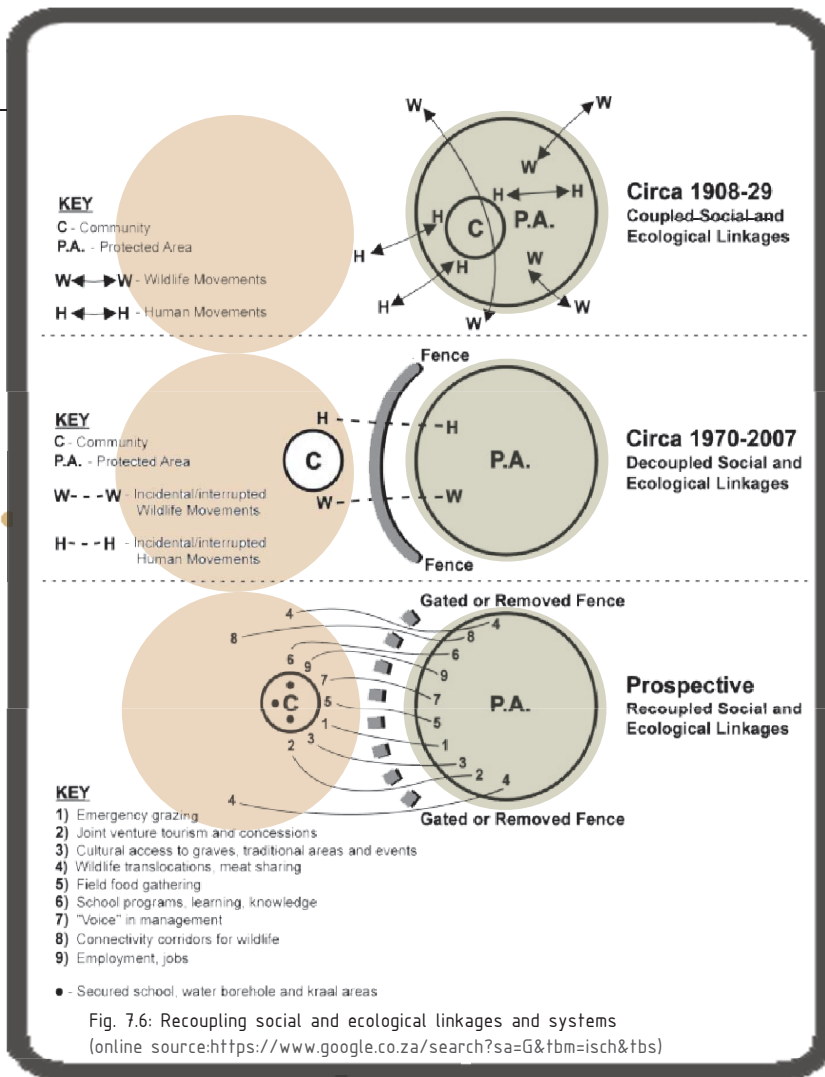 KEY
C - Community
P.A. - Protected Area
W W - Wildlife Movements
H H - Human Movements
W
W
W
H H
H
C P.A.
H
H
W
H
W
W
Circa 1908-29
Coupled Social and
Ecological Linkages
KEY
C - Community
P.A. - Protected Area
W---W - Incidental/interrupted
Wildlife Movements
H---H - Incidental/interrupted
Human Movements
Fence
H
H
C
P.A.
W
W
Fence
Circa 1970-2007
Decoupled Social and
Ecological Linkages
Gated or Removed Fence
4
4
8
8
6
6
9
9
7
7
C
5
5
P.A.
1
1
3
3
2
2
4
4
Gated or Removed Fence
Prospective
Recoupled Social and
Ecological Linkages
KEY
1) Emergency grazing
2) Joint venture tourism and concessions
3) Cultural access to graves, traditional areas and events
4) Wildlife translocations, meat sharing
5) Field food gathering
6) School programs, learning, knowledge
7) "Voice" in management
8) Connectivity corridors for wildlife
9) Employment, jobs
● - Secured school, water borehole and kraal areas
Fig. 7.6: Recoupling social and ecological linkages and systems
(online source:https://www.google.co.za/search?sa=G&tbm=isch&tbs)